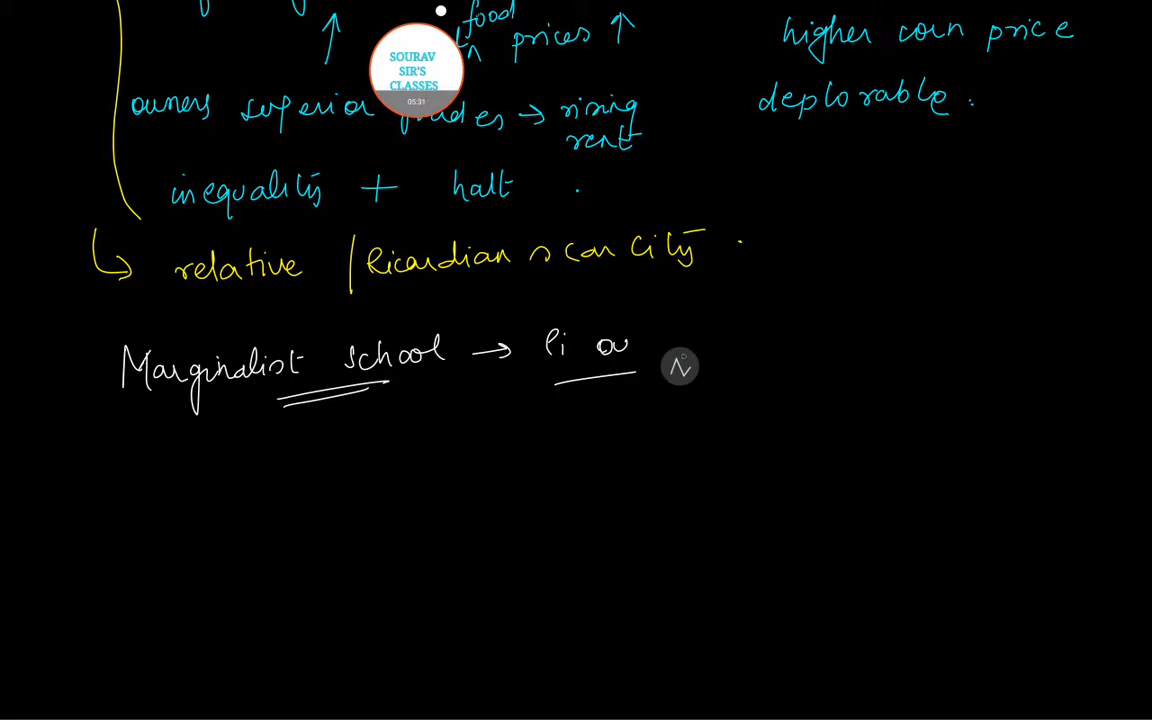 food
prices ↑
higher corn price
↑
SOURAV
SIR'S
CLASSES
05:31
owners superior grades → rising
rent
deplorable.
inequality + halt .
↳ relative / Ricardian scarcity .
Marginalist school →